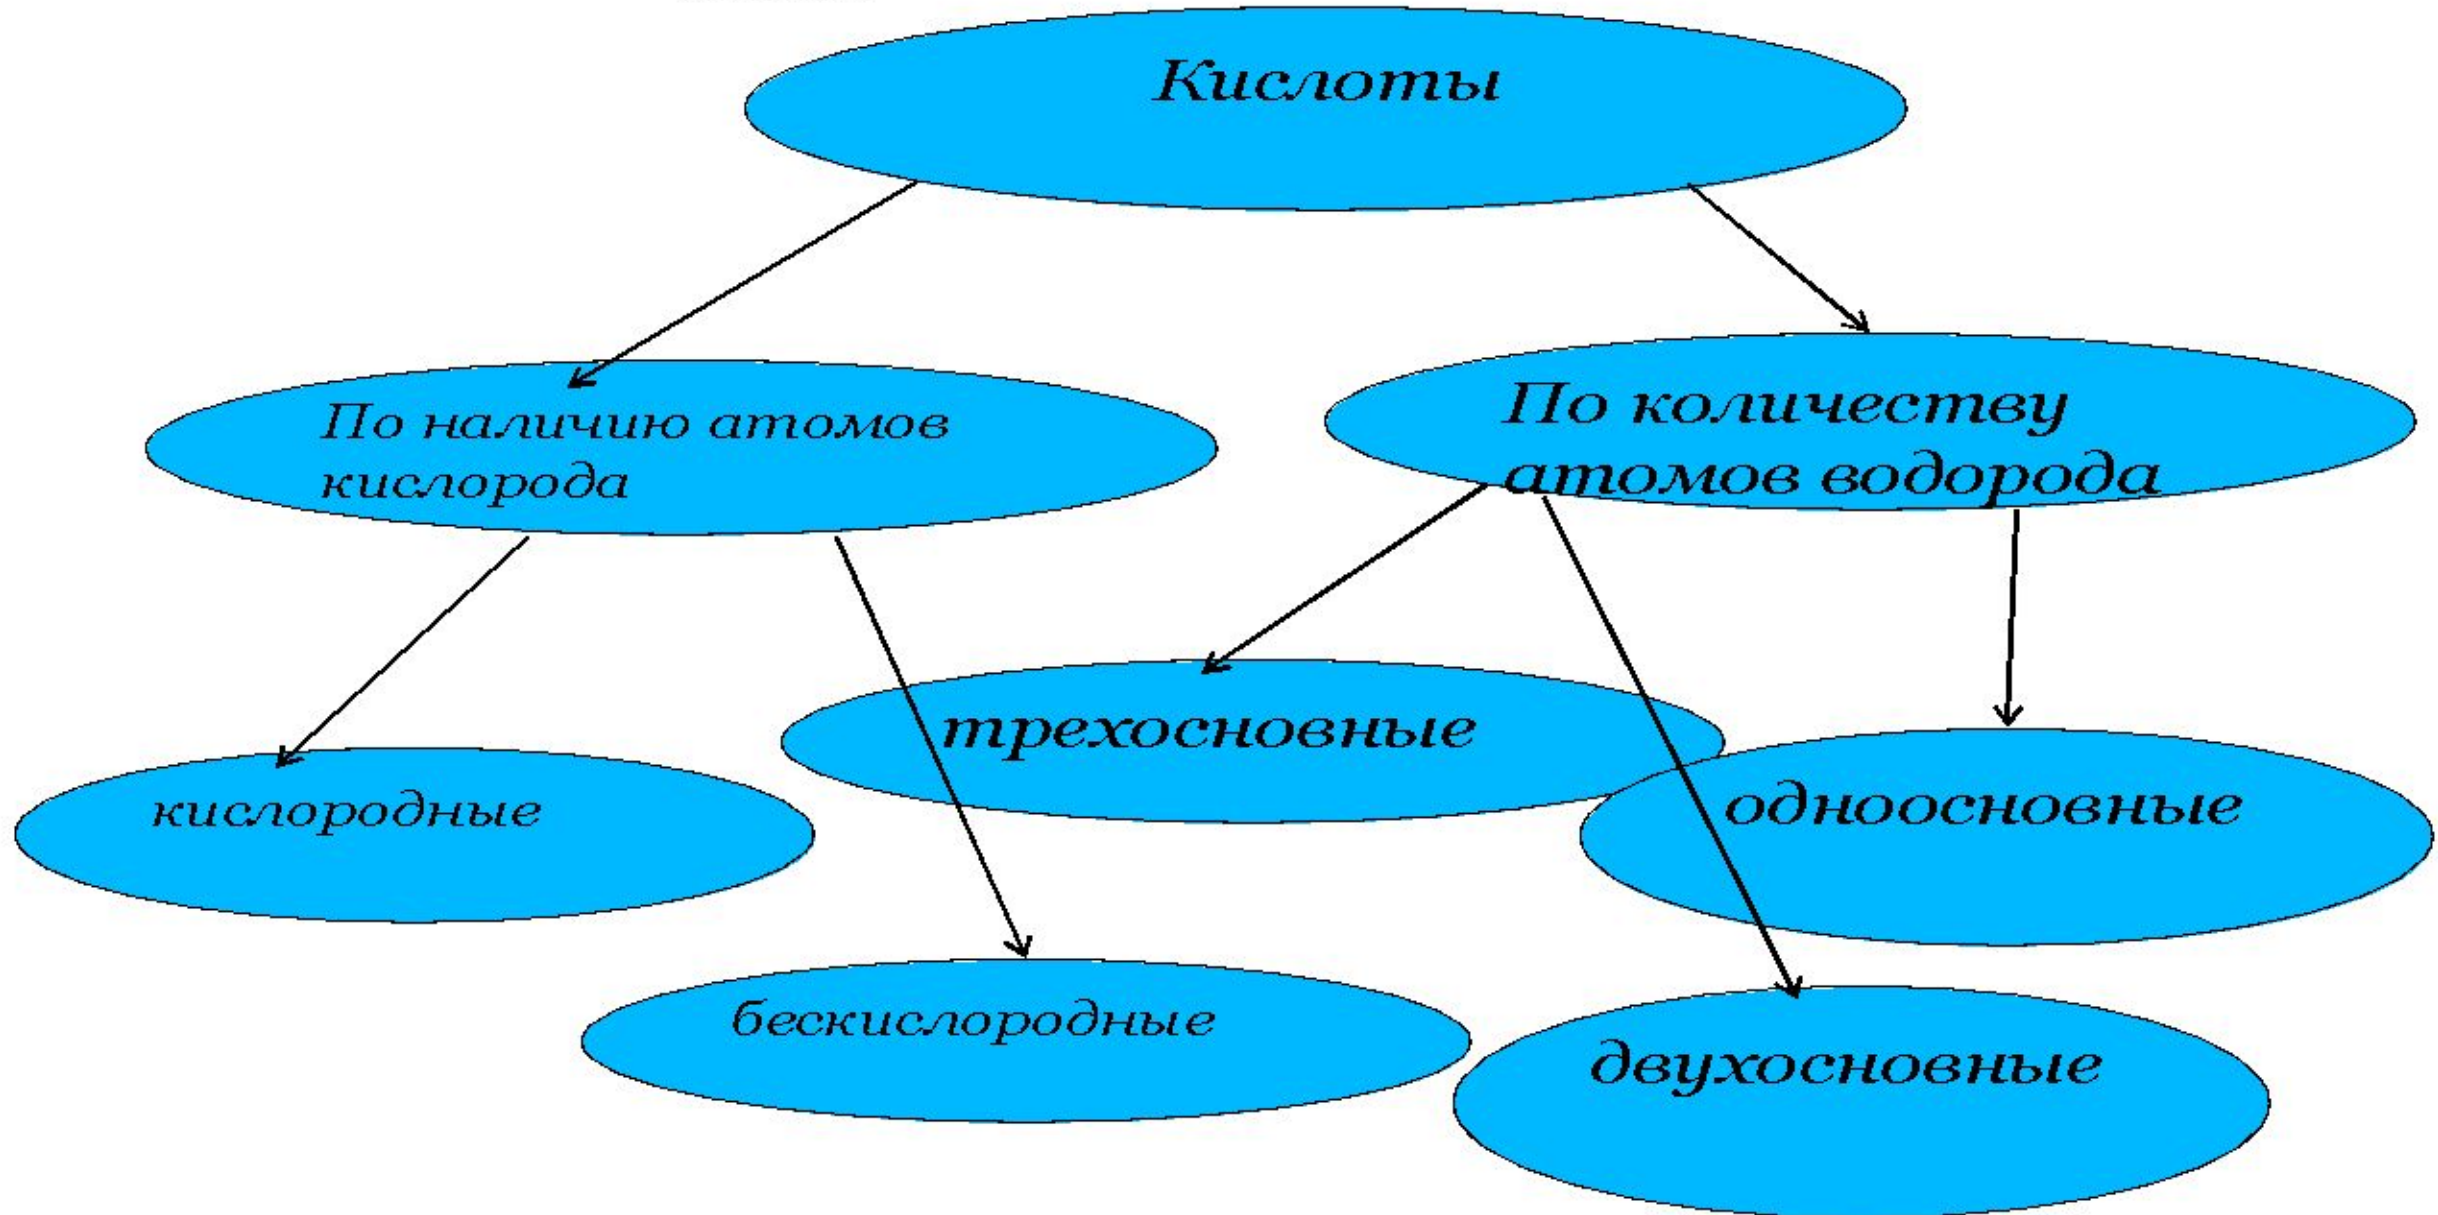 Кислоты
По наличию атомов
кислорода
По количеству
атомов водорода
трехосновные
кислородные
одноосновные
бескислородные
двухосновные